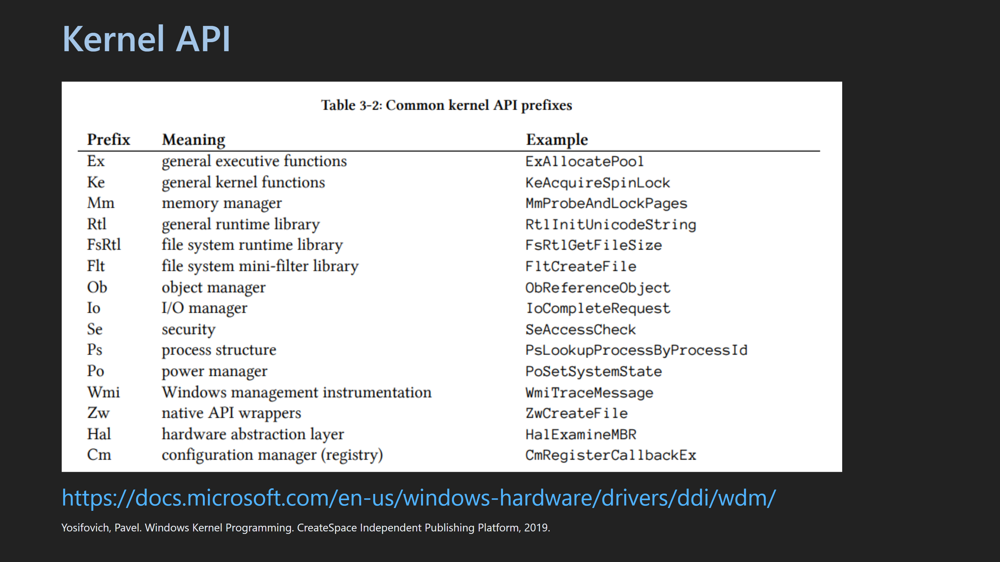 Kernel API
Table 3-2: Common kernel API prefixes
Prefix Meaning Example
Ex general executive functions ExAllocatePool
Ke general kernel functions KeAcquireSpinLock
Mm memory manager MmProbeAndLockPages
Rtl general runtime library RtlInitUnicodeString
FsRtl file system runtime library FsRtlGetFileSize
Flt file system mini-filter library FltCreateFile
Ob object manager ObReferenceObject
Io I/O manager IoCompleteRequest
Se security SeAccessCheck
Ps process structure PsLookupProcessByProcessId
Po power manager PoSetSystemState
Wmi Windows management instrumentation WmiTraceMessage
Zw native API wrappers ZwCreateFile
Hal hardware abstraction layer HalExamineMBR
Cm configuration manager (registry) CmRegisterCallbackEx
https://docs.microsoft.com/en-us/windows-hardware/drivers/ddi/wdm/
Yosifovich, Pavel. Windows Kernel Programming. CreateSpace Independent Publishing Platform, 2019.